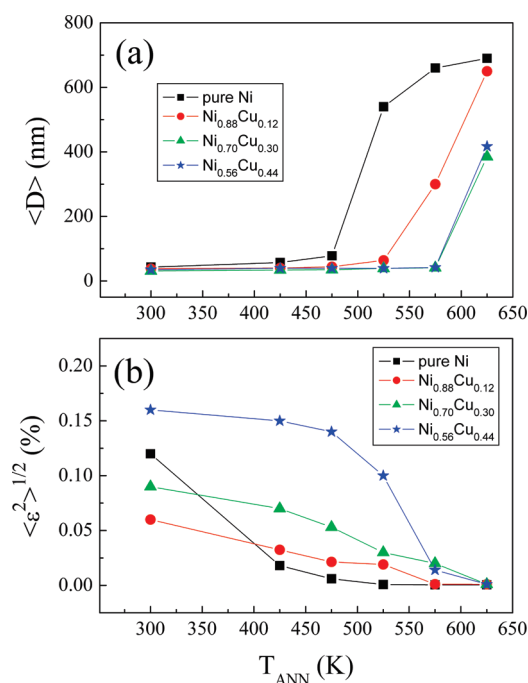 800
(a)
pure Ni
Ni0.88Cu0.12
Ni0.70Cu0.30
Ni0.56Cu0.44
600
400
200
0
<D> (nm)
300 350 400 450 500 550 600 650
0.20
(b)
pure Ni
Ni0.88Cu0.12
Ni0.70Cu0.30
Ni0.56Cu0.44
0.15
0.10
0.05
0.00
<ε²>^1/2 (%)
300 350 400 450 500 550 600 650
T_ANN (K)